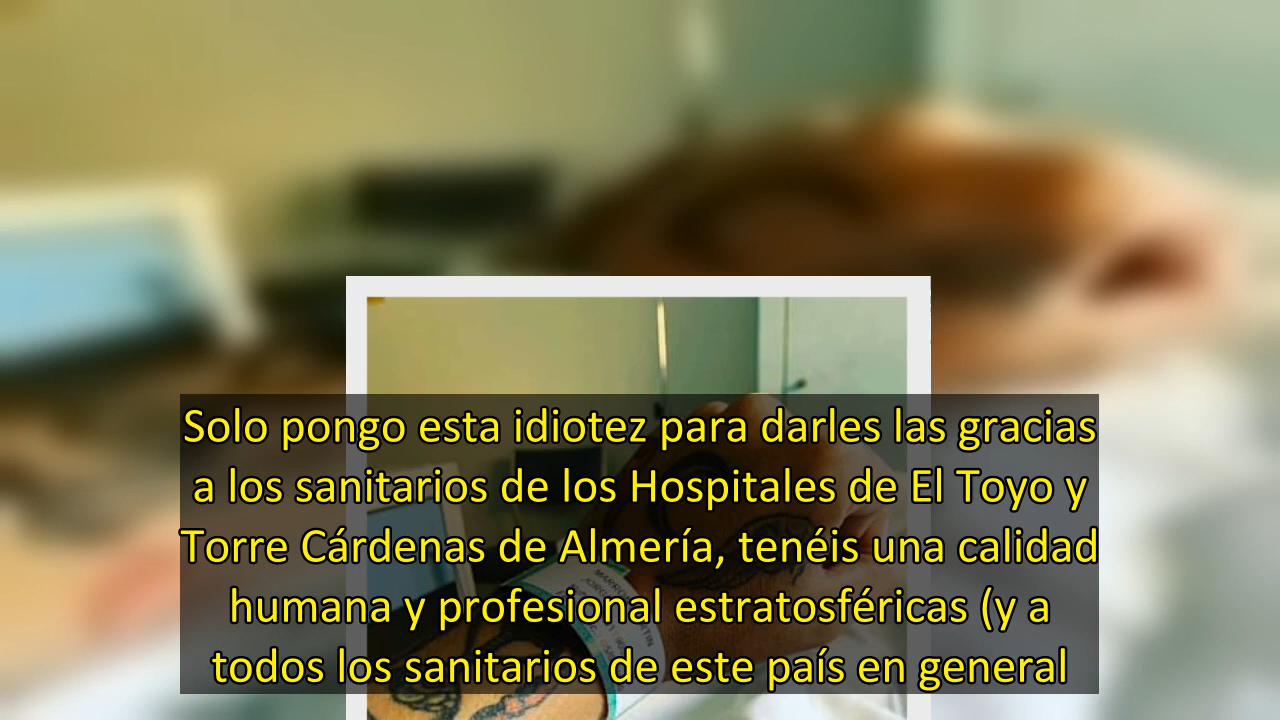 Solo pongo esta idiotez para darles las gracias
a los sanitarios de los Hospitales de El Toyo y
Torre Cárdenas de Almería, tenéis una calidad
humana y profesional estratosféricas (y a
todos los sanitarios de este país en general